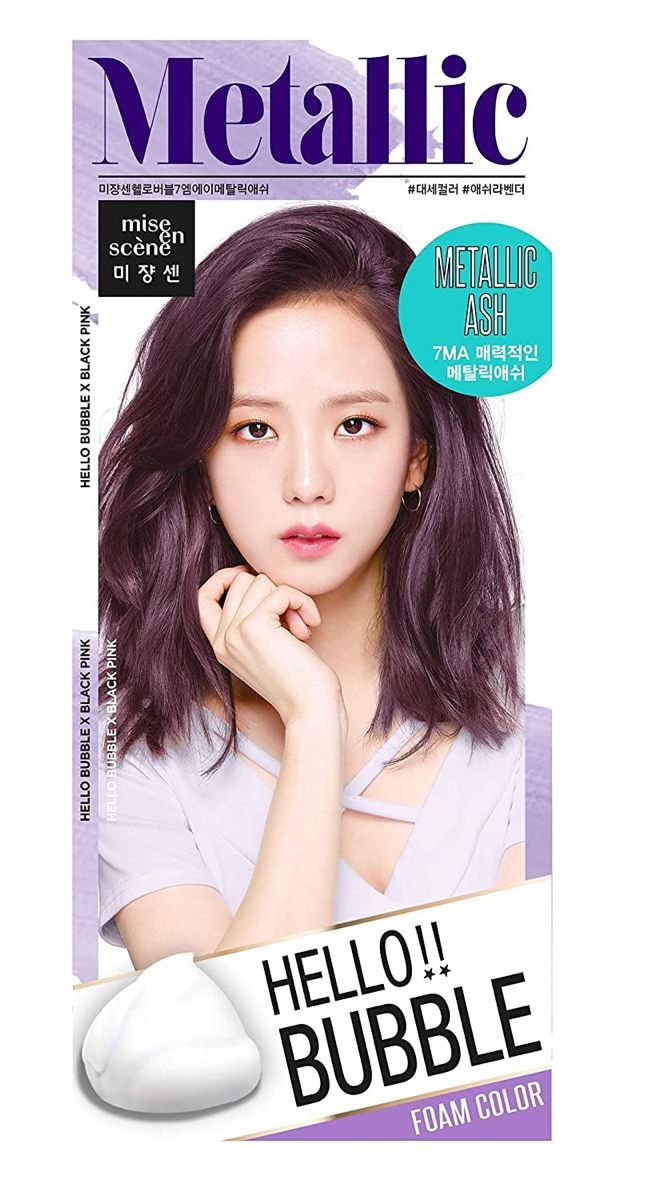 Metallic
미쟝센헬로버블7엠에이메탈릭애쉬
#대세컬러 #애쉬라벤더
mise en
scène
미쟝센
METALLIC
ASH
7MA 매력적인
메탈릭애쉬
HELLO BUBBLE X BLACK PINK
HELLO BUBBLE X BLACK PINK
HELLO BUBBLE X BLACK PINK
HELLO!!
BUBBLE
FOAM COLOR